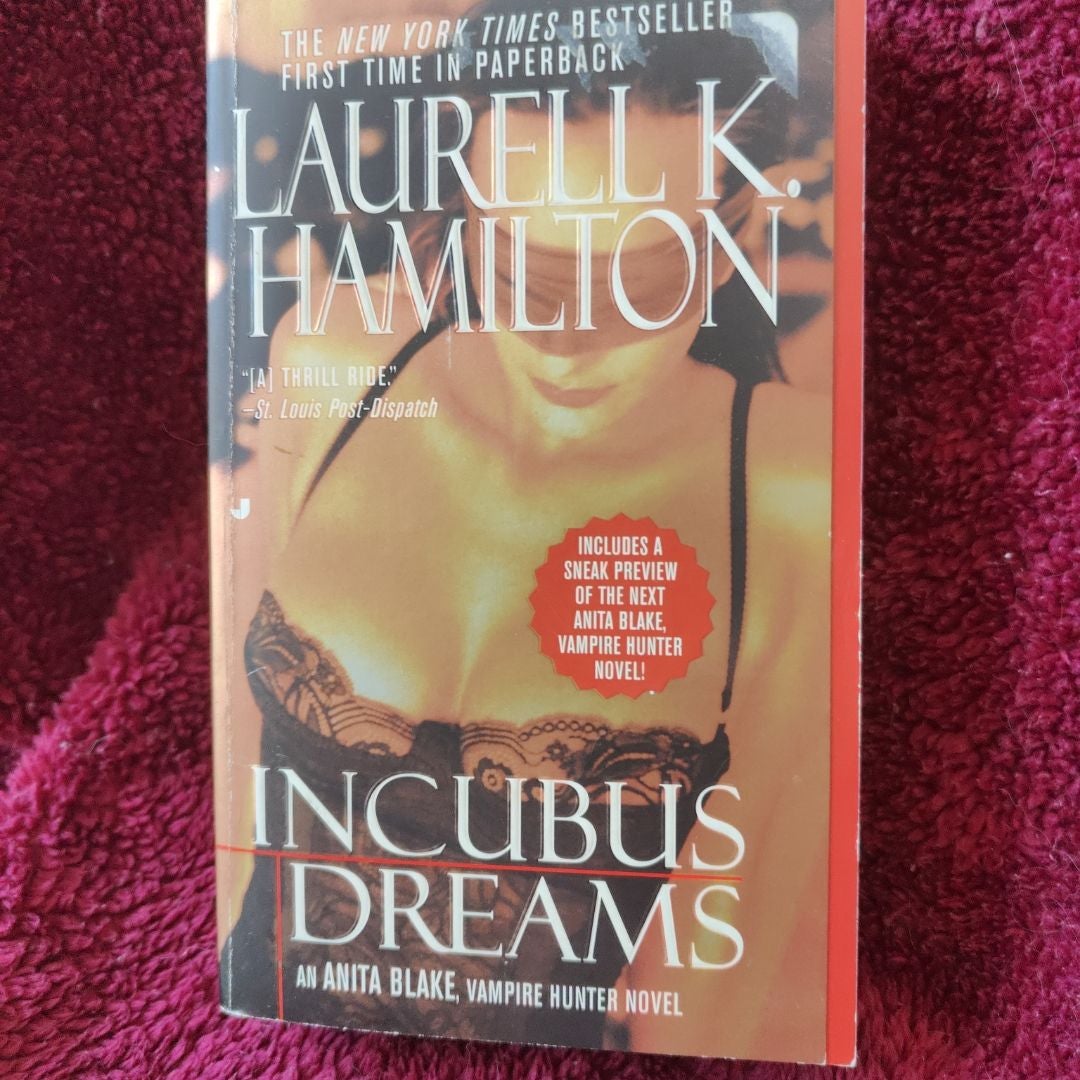 THE NEW YORK TIMES BESTSELLER
FIRST TIME IN PAPERBACK
LAURELL K.
HAMILTON
“[A] THRILL RIDE.”
—St. Louis Post-Dispatch
INCLUDES A
SNEAK PREVIEW
OF THE NEXT
ANITA BLAKE,
VAMPIRE HUNTER
NOVEL!
INCUBUS
DREAMS
AN ANITA BLAKE, VAMPIRE HUNTER NOVEL